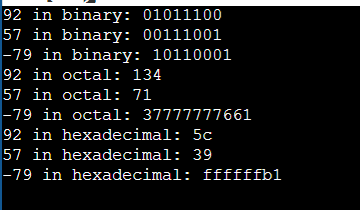 92 in binary: 01011100
57 in binary: 00111001
-79 in binary: 10110001
92 in octal: 134
57 in octal: 71
-79 in octal: 37777777661
92 in hexadecimal: 5c
57 in hexadecimal: 39
-79 in hexadecimal: ffffffb1